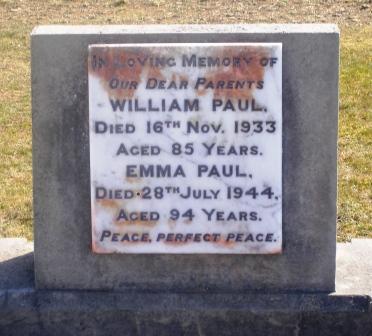 In Loving Memory of
Our Dear Parents
WILLIAM PAUL,
Died 16th Nov. 1933
Aged 85 Years.
EMMA PAUL,
Died 28th July 1944,
Aged 94 Years.
Peace, perfect peace.